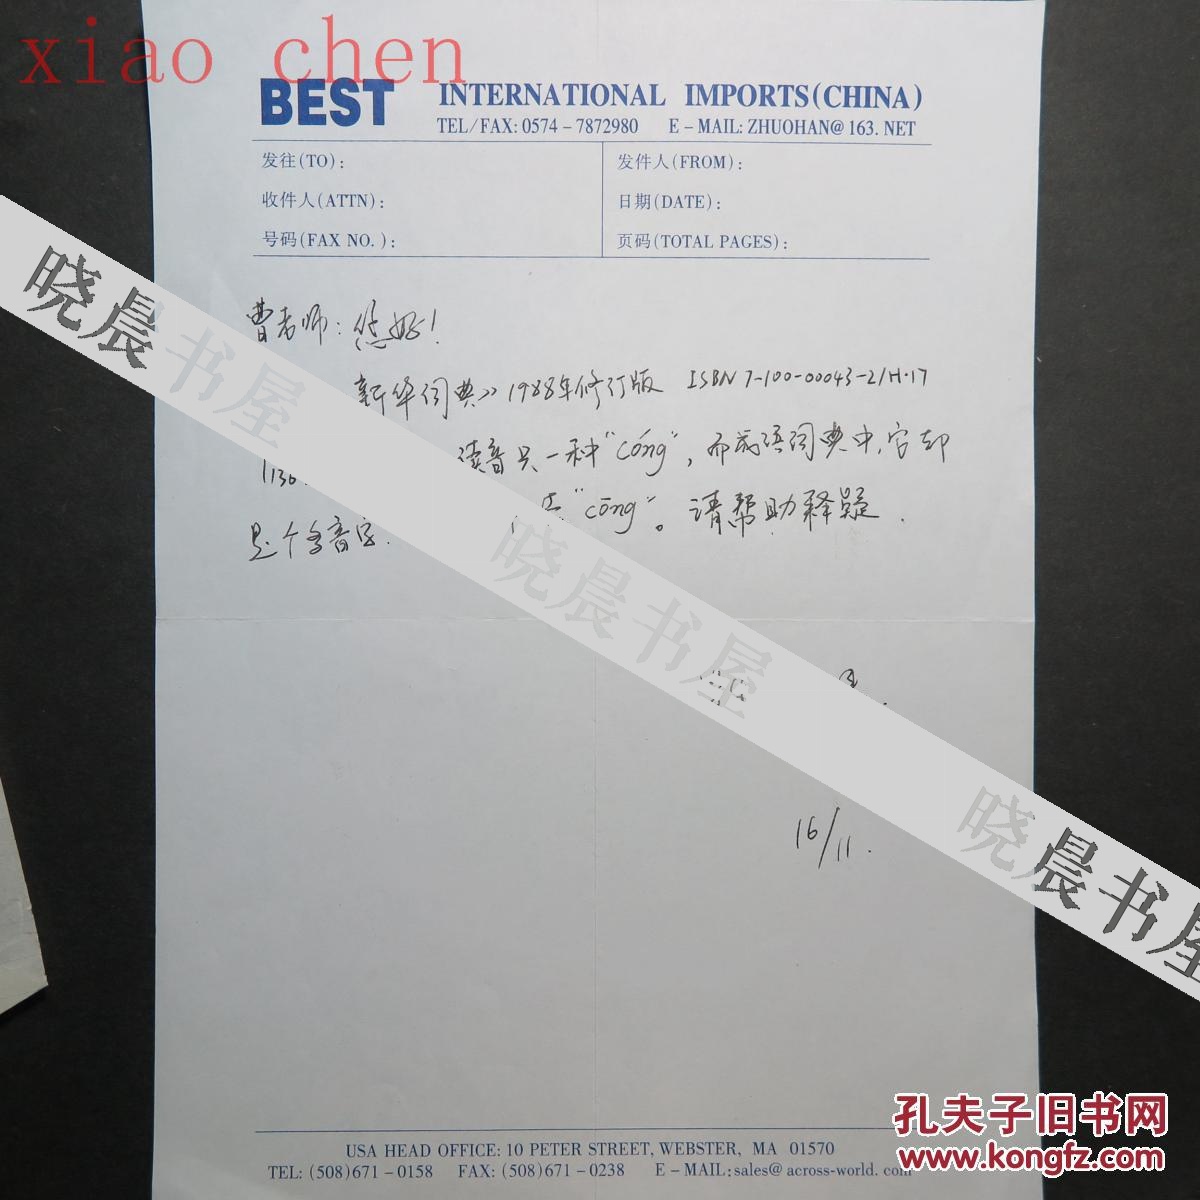 xiao chen
BEST INTERNATIONAL IMPORTS(CHINA)
TEL/FAX: 0574-7872980 E-MAIL: ZHUOHAN@163.NET
发往(TO): 发件人(FROM):
收件人(ATTN): 日期(DATE):
号码(FAX NO.): 页码(TOTAL PAGES):
曹老师: 您好!
新华词典》1988年修订版 ISBN 7-100-00043-2/H·17
读音只一种"cóng", 而成语词典中,它却
是个多音字. "cōng"。请帮助释疑.
16/11.
晓晨书屋
晓晨书屋
晓晨书屋
USA HEAD OFFICE: 10 PETER STREET, WEBSTER, MA 01570
TEL: (508)671-0158 FAX: (508)671-0238 E-MAIL: sales@across-world.com
孔夫子旧书网
www.kongfz.com